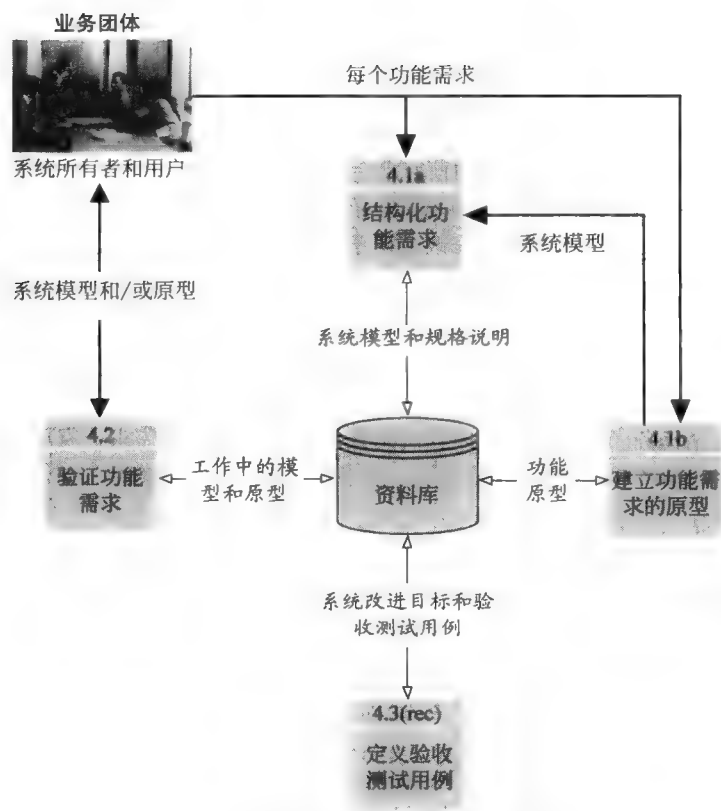 业务团体
每个功能需求
系统所有者和用户
4.1a
结构化功
能需求
系统模型
系统模型和/或原型
系统模型和规格说明
4.2
验证功能
需求
工作中的模
型和原型
资料库
功能
原型
4.1b
建立功能需
求的原型
系统改进目标和验
收测试用例
4.3(rec)
定义验收
测试用例